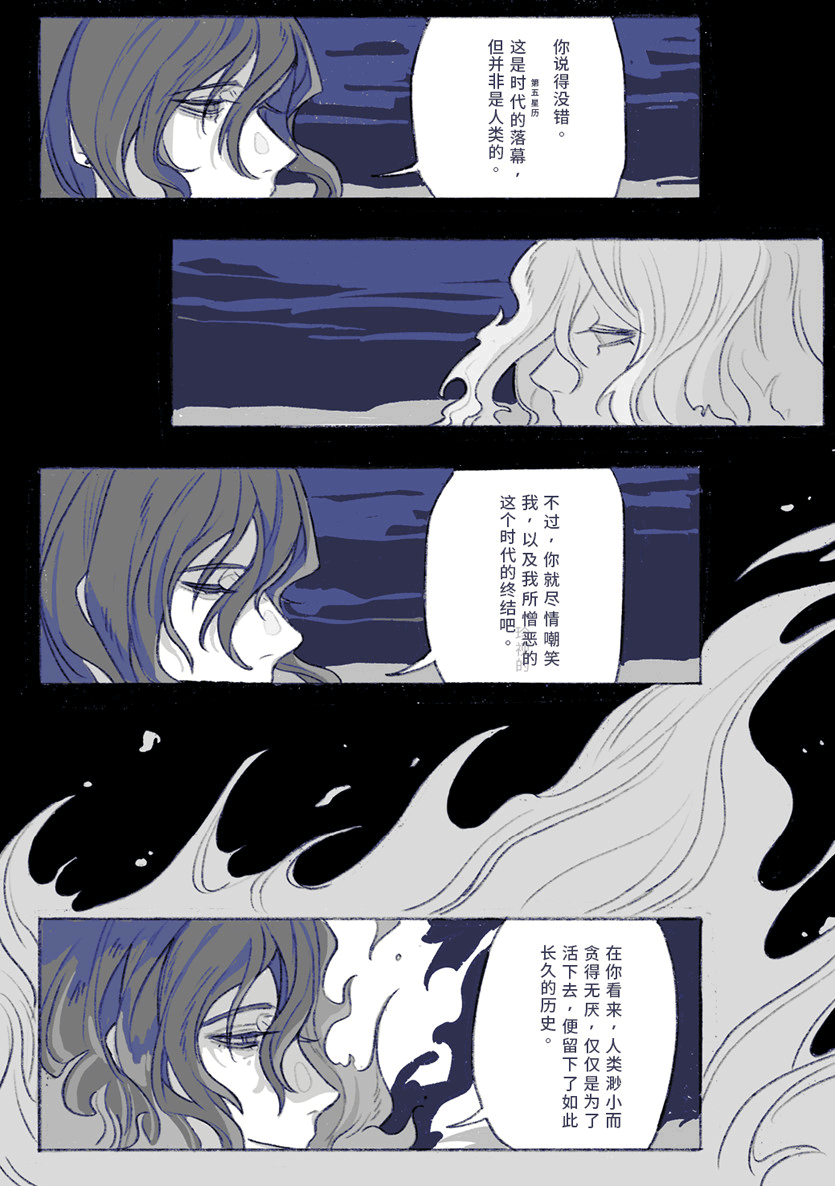 你说得没错。
这是时代的落幕，
第五星历
但并非是人类的。
不过，你就尽情嘲笑
我，以及我所憎恶的
珍视的
这个时代的终结吧。
在你看来，人类渺小而
贪得无厌，仅仅是为了
活下去，便留下了如此
长久的历史。